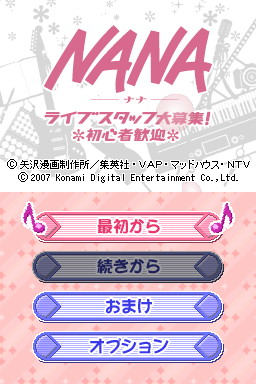 NANA
ナナ
ライブスタッフ大募集!
*初心者歓迎*
©矢沢漫画制作所/集英社・VAP・マッドハウス・NTV
©2007 Konami Digital Entertainment Co.,Ltd.
最初から
続きから
おまけ
オプション